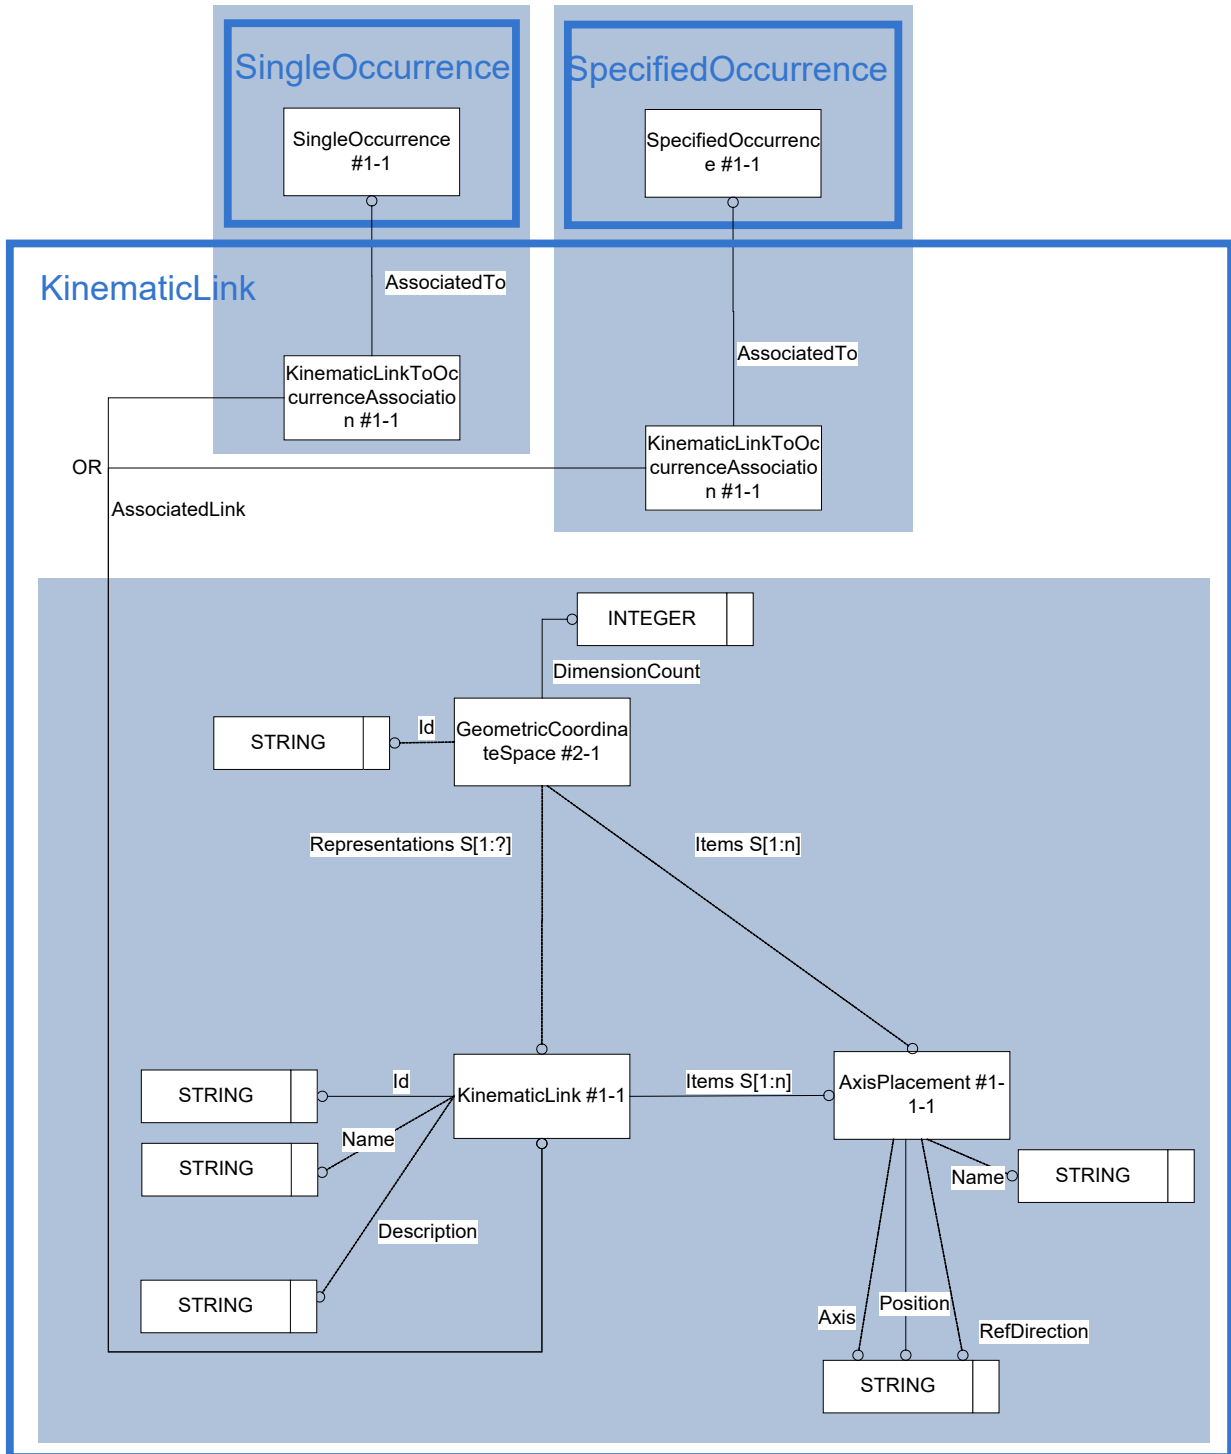 SingleOccurrence
SpecifiedOccurrence
SingleOccurrence
#1-1
SpecifiedOccurrenc
e #1-1
KinematicLink
AssociatedTo
AssociatedTo
KinematicLinkToOc
currenceAssociatio
n #1-1
KinematicLinkToOc
currenceAssociatio
n #1-1
OR
AssociatedLink
INTEGER
DimensionCount
STRING
Id
GeometricCoordina
teSpace #2-1
Representations S[1:?]
Items S[1:n]
STRING
Id
KinematicLink #1-1
Items S[1:n]
AxisPlacement #1-
1-1
Name
STRING
Name
STRING
Description
STRING
Axis
Position
RefDirection
STRING